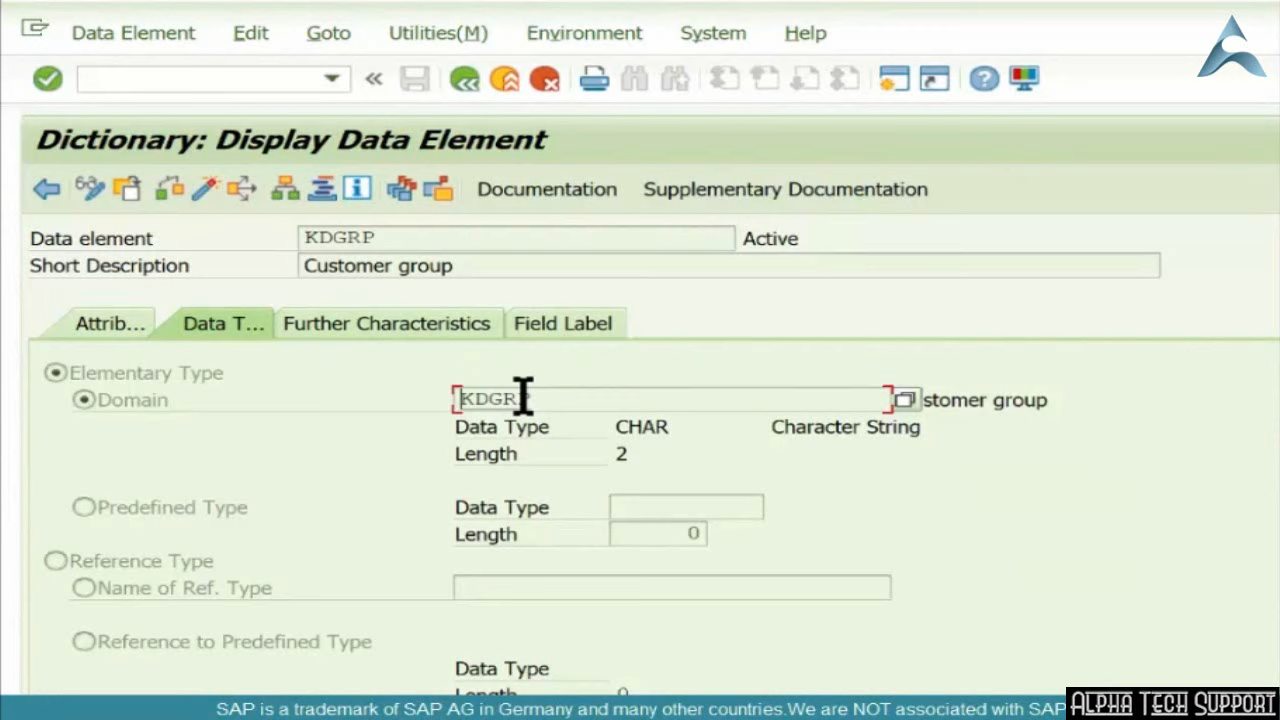 Data Element Edit Goto Utilities(M) Environment System Help
Dictionary: Display Data Element
Documentation Supplementary Documentation
Data element KDGRP Active
Short Description Customer group
Attrib... Data T... Further Characteristics Field Label
Elementary Type
Domain KDGRP stomer group
Data Type CHAR Character String
Length 2
Predefined Type Data Type
Length 0
Reference Type
Name of Ref. Type
Reference to Predefined Type
Data Type
Length 0
SAP is a trademark of SAP AG in Germany and many other countries.We are NOT associated with SAP
ALPHA TECH SUPPORT